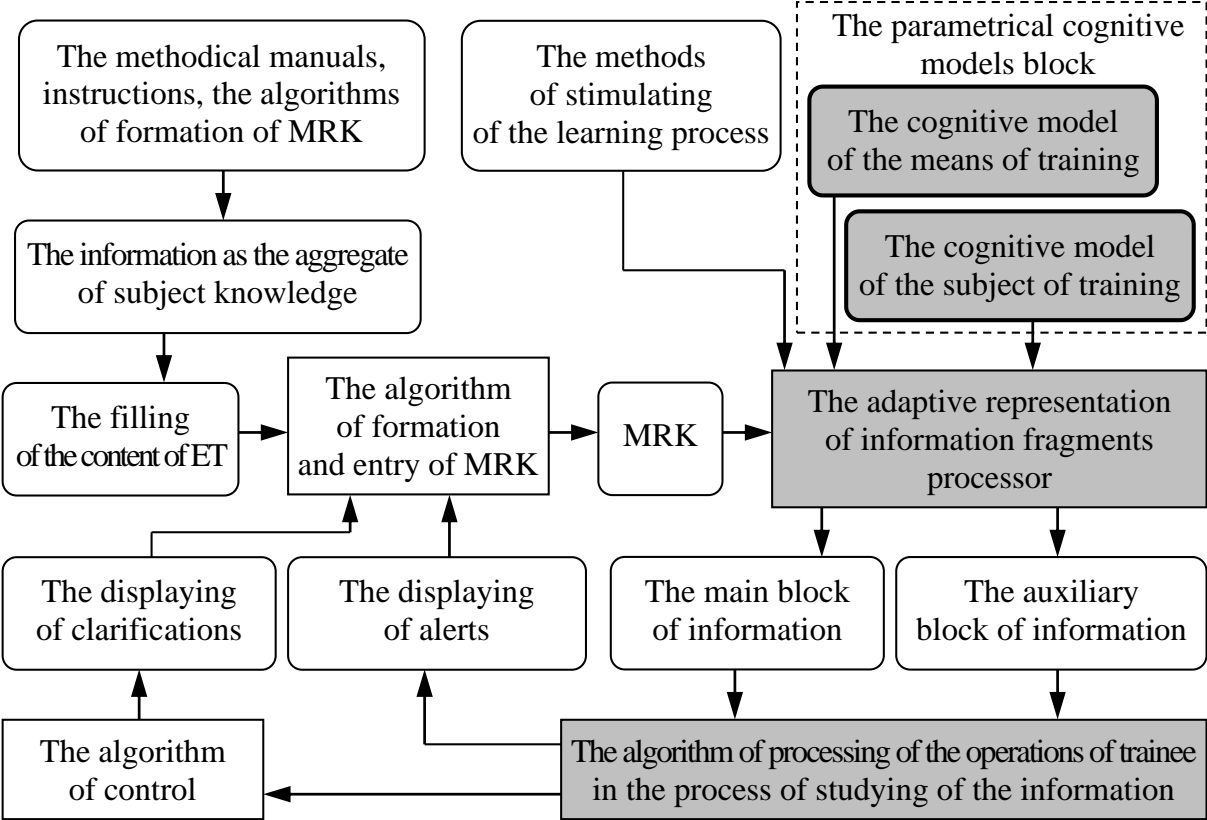 The methodical manuals,
instructions, the algorithms
of formation of MRK
The methods
of stimulating
of the learning process
The parametrical cognitive
models block
The cognitive model
of the means of training
The cognitive model
of the subject of training
The information as the aggregate
of subject knowledge
The filling
of the content of ET
The algorithm
of formation
and entry of MRK
MRK
The adaptive representation
of information fragments
processor
The displaying
of clarifications
The displaying
of alerts
The main block
of information
The auxiliary
block of information
The algorithm
of control
The algorithm of processing of the operations of trainee
in the process of studying of the information